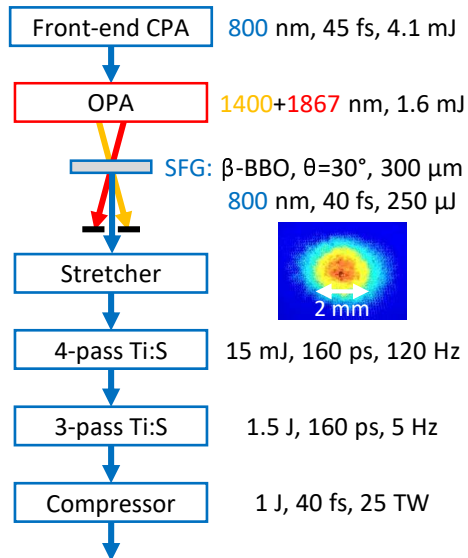 Front-end CPA 800 nm, 45 fs, 4.1 mJ
OPA 1400+1867 nm, 1.6 mJ
SFG: β-BBO, θ=30°, 300 μm
800 nm, 40 fs, 250 μJ
Stretcher 2 mm
4-pass Ti:S 15 mJ, 160 ps, 120 Hz
3-pass Ti:S 1.5 J, 160 ps, 5 Hz
Compressor 1 J, 40 fs, 25 TW